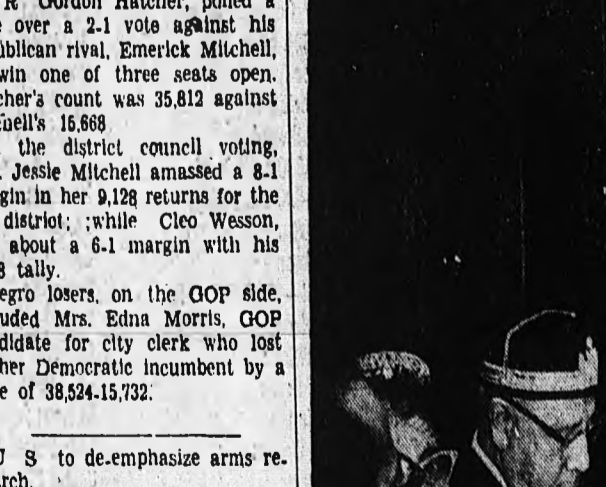 R Gordon Hatcher, polled a
over a 2-1 vote against his
ublican rival, Emerick Mitchell,
win one of three seats open.
cher's count was 35,812 against
hell's 15,668
the district council voting,
. Jessie Mitchell amassed a 8-1
gin in her 9,128 returns for the
district; ;while Cleo Wesson,
about a 6-1 margin with his
8 tally.
egro losers, on the GOP side,
uded Mrs. Edna Morris, GOP
didate for city clerk who lost
her Democratic incumbent by a
e of 38,524-15,732.
U S to de-emphasize arms re-
arch.